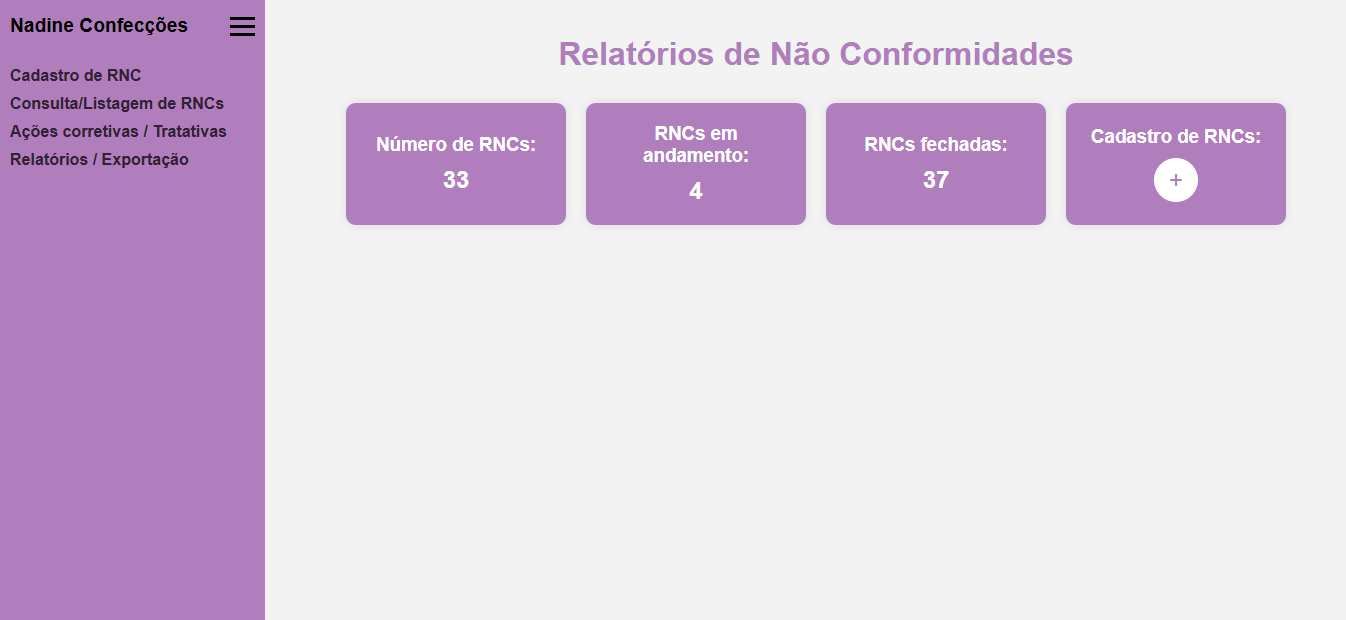 Nadine Confecções
Cadastro de RNC
Consulta/Listagem de RNCs
Ações corretivas / Tratativas
Relatórios / Exportação
Relatórios de Não Conformidades
Número de RNCs:
33
RNCs em
andamento:
4
RNCs fechadas:
37
Cadastro de RNCs:
+